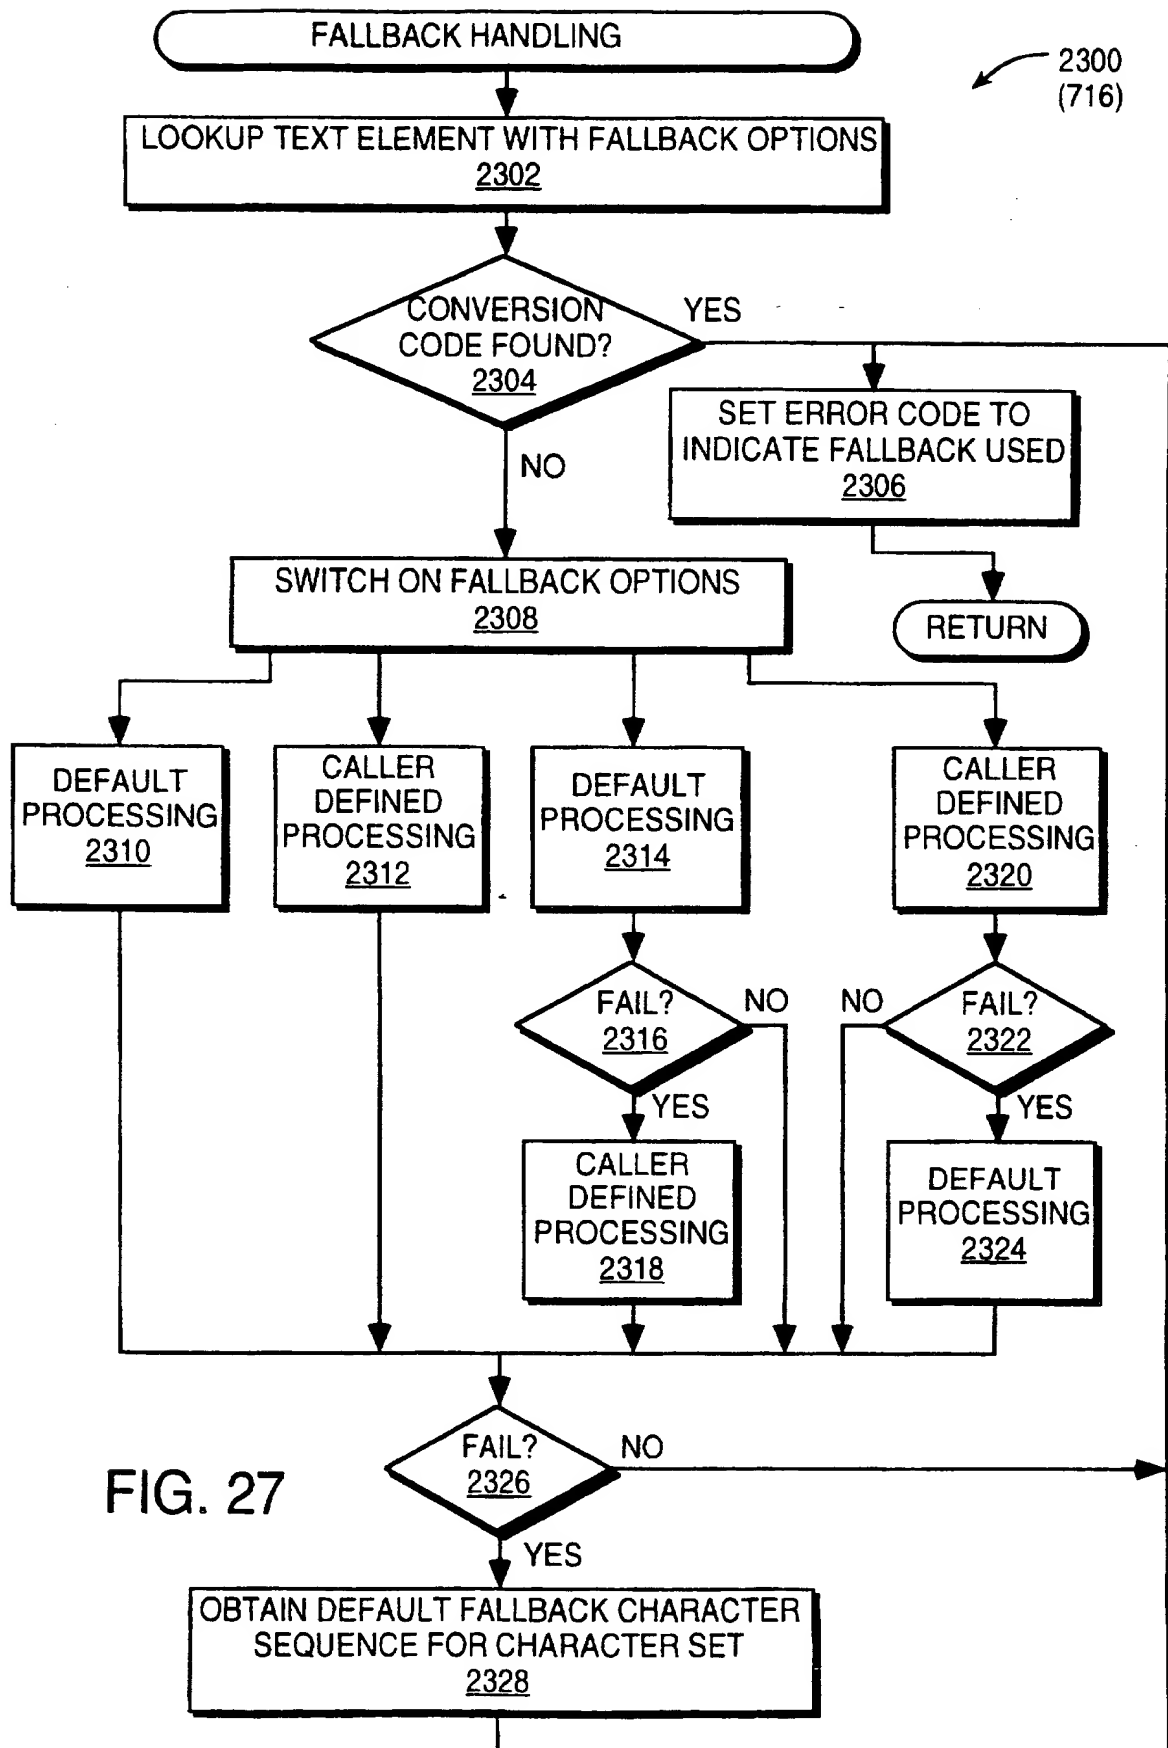 FALLBACK HANDLING
2300
(716)
LOOKUP TEXT ELEMENT WITH FALLBACK OPTIONS
2302
CONVERSION
CODE FOUND?
2304
YES
NO
SET ERROR CODE TO
INDICATE FALLBACK USED
2306
RETURN
SWITCH ON FALLBACK OPTIONS
2308
DEFAULT
PROCESSING
2310
CALLER
DEFINED
PROCESSING
2312
DEFAULT
PROCESSING
2314
CALLER
DEFINED
PROCESSING
2320
FAIL?
2316
NO
YES
NO
FAIL?
2322
YES
CALLER
DEFINED
PROCESSING
2318
DEFAULT
PROCESSING
2324
FAIL?
2326
NO
YES
FIG. 27
OBTAIN DEFAULT FALLBACK CHARACTER
SEQUENCE FOR CHARACTER SET
2328